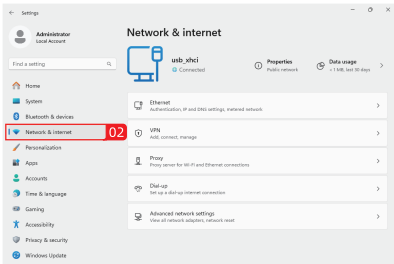 Settings
Administrator
Local Account
Find a setting
Home
System
Bluetooth & devices
Network & internet
02
Personalization
Apps
Accounts
Time & language
Gaming
Accessibility
Privacy & security
Windows Update
Network & internet
usb_xhci
Connected
Properties
Public network
Data usage
< 1 MB, last 30 days
Ethernet
Authentication, IP and DNS settings, metered network
VPN
Add, connect, manage
Proxy
Proxy server for Wi-Fi and Ethernet connections
Dial-up
Set up a dial-up internet connection
Advanced network settings
View all network adapters, network reset